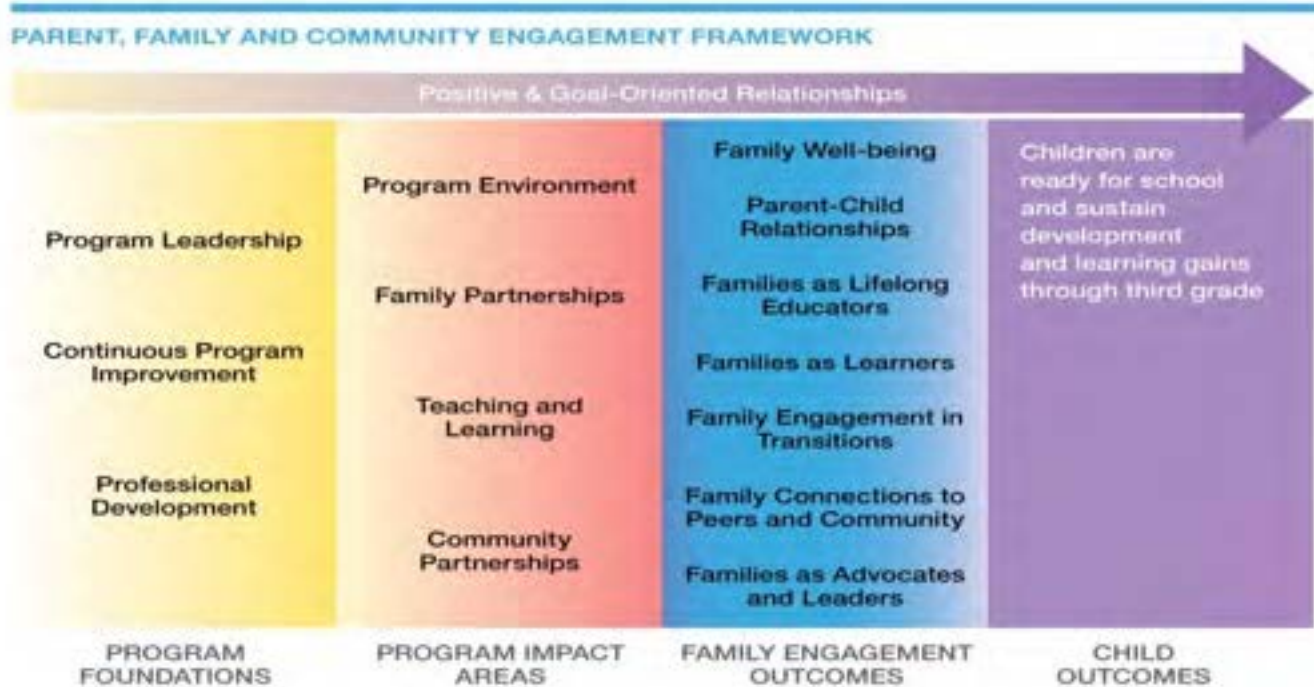 PARENT, FAMILY AND COMMUNITY ENGAGEMENT FRAMEWORK
Positive & Goal-Oriented Relationships
Program Leadership
Continuous Program
Improvement
Professional
Development
PROGRAM
FOUNDATIONS
Program Environment
Family Partnerships
Teaching and
Learning
Community
Partnerships
PROGRAM IMPACT
AREAS
Family Well-being
Parent-Child
Relationships
Families as Lifelong
Educators
Families as Learners
Family Engagement in
Transitions
Family Connections to
Peers and Community
Families as Advocates
and Leaders
FAMILY ENGAGEMENT
OUTCOMES
Children are
ready for school
and sustain
development
and learning gains
through third grade
CHILD
OUTCOMES